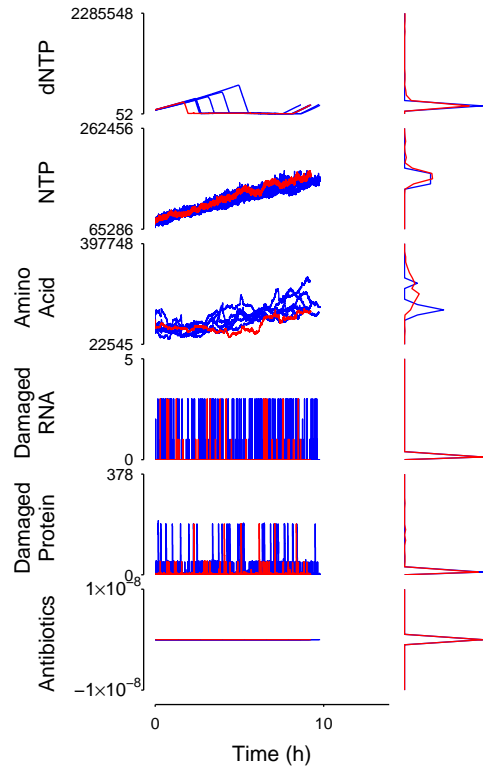 2285548
dNTP
52
262456
NTP
65286
397748
Amino
Acid
22545
5
Damaged
RNA
0
378
Damaged
Protein
0
1×10⁻⁸
Antibiotics
−1×10⁻⁸
0 10
Time (h)